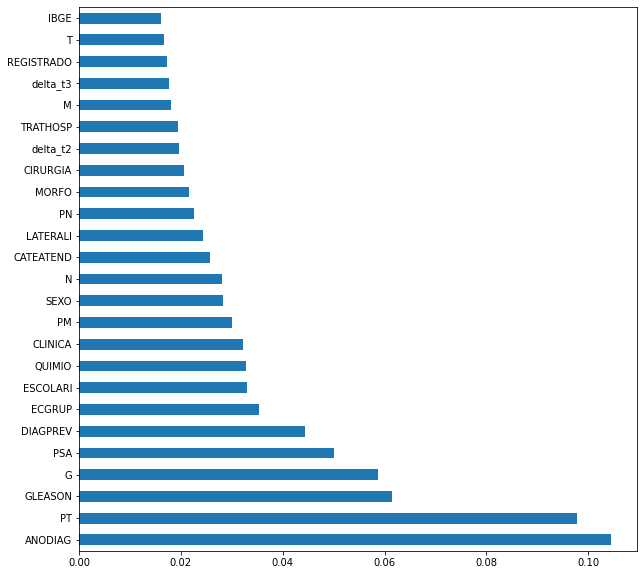 IBGE
T
REGISTRADO
delta_t3
M
TRATHOSP
delta_t2
CIRURGIA
MORFO
PN
LATERALI
CATEATEND
N
SEXO
PM
CLINICA
QUIMIO
ESCOLARI
ECGRUP
DIAGPREV
PSA
G
GLEASON
PT
ANODIAG
0.00 0.02 0.04 0.06 0.08 0.10